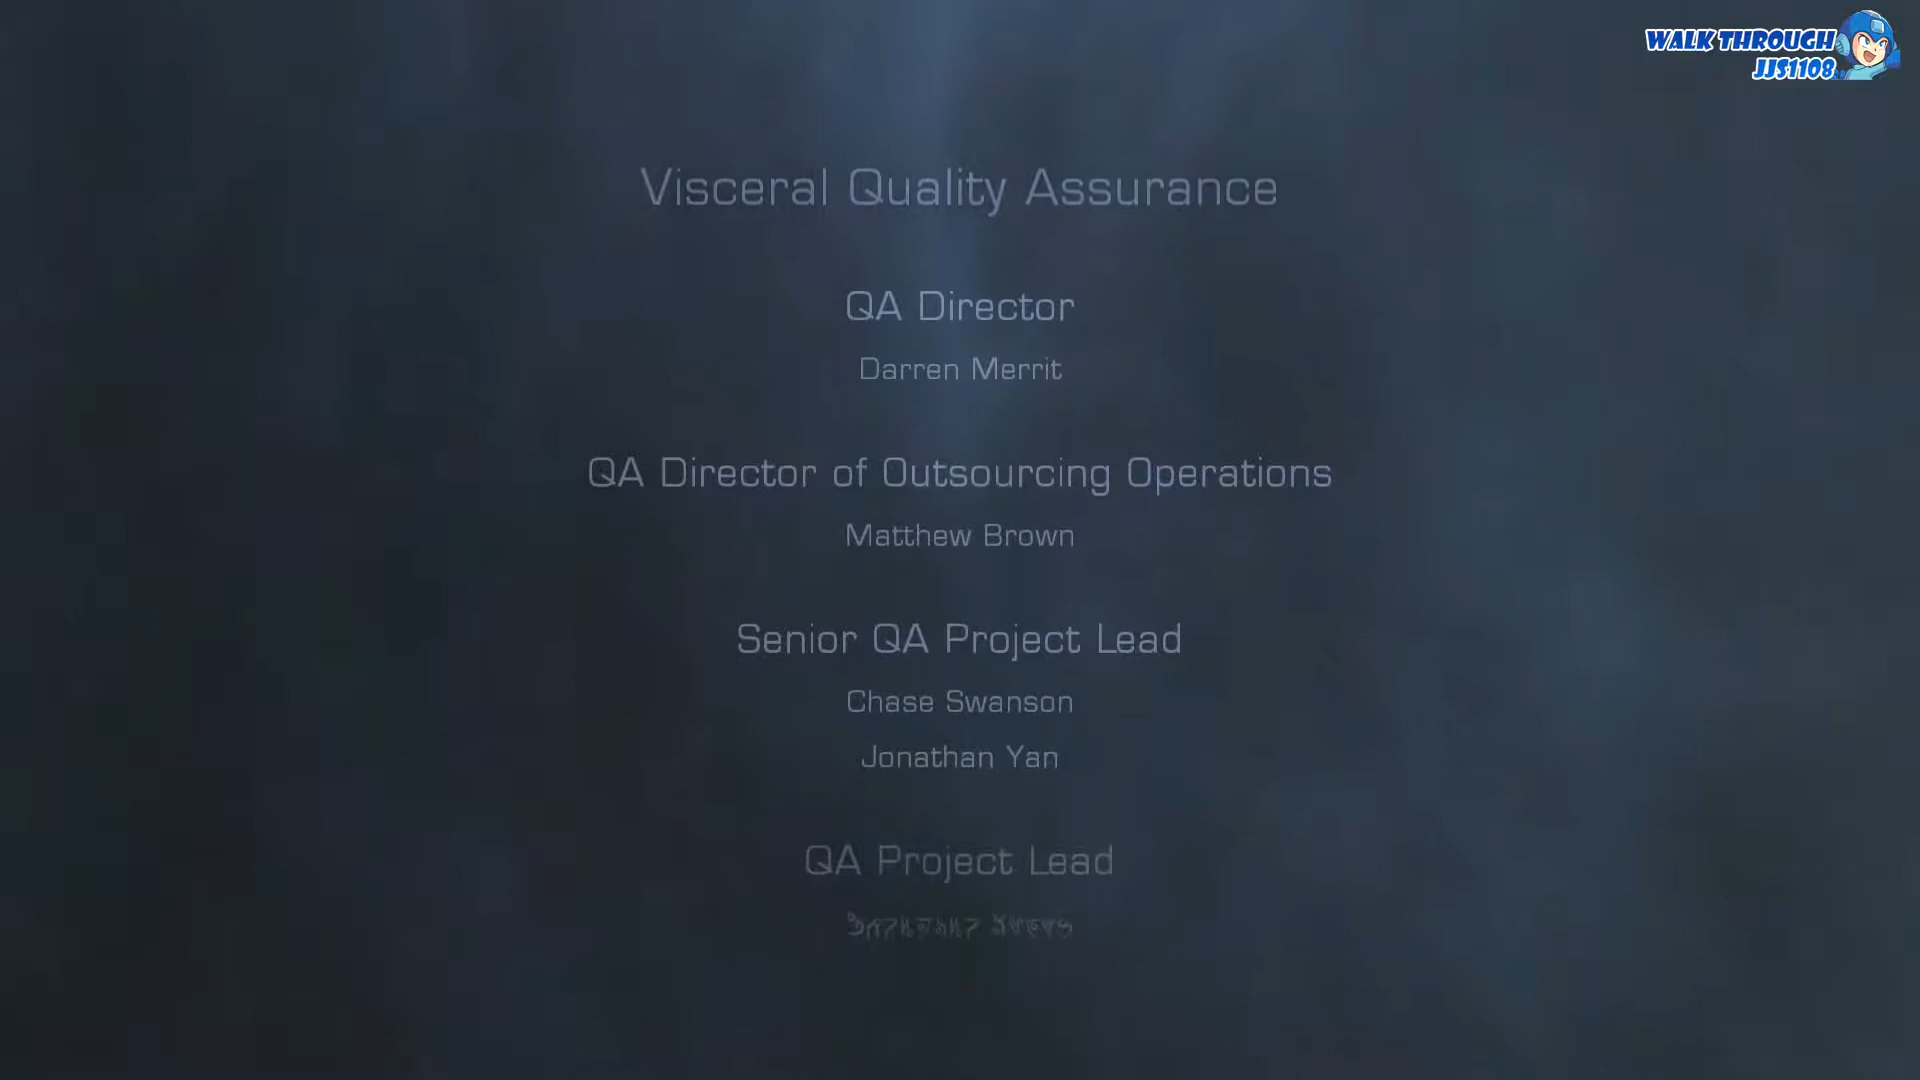 WALK THROUGH
JJS1108
Visceral Quality Assurance
QA Director
Darren Merrit
QA Director of Outsourcing Operations
Matthew Brown
Senior QA Project Lead
Chase Swanson
Jonathan Yan
QA Project Lead